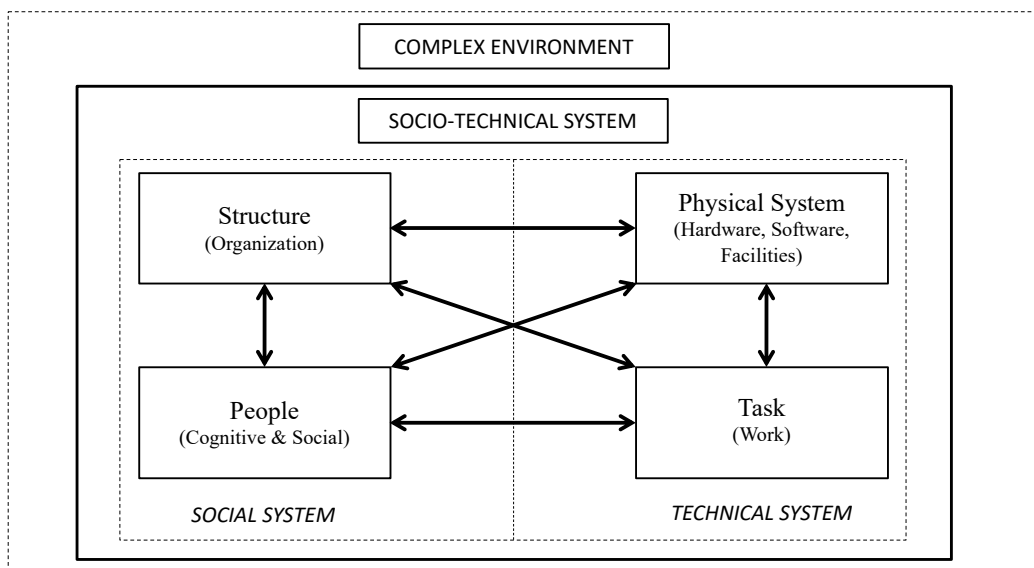 COMPLEX ENVIRONMENT
SOCIO-TECHNICAL SYSTEM
Structure
(Organization)
Physical System
(Hardware, Software,
Facilities)
People
(Cognitive & Social)
Task
(Work)
SOCIAL SYSTEM
TECHNICAL SYSTEM